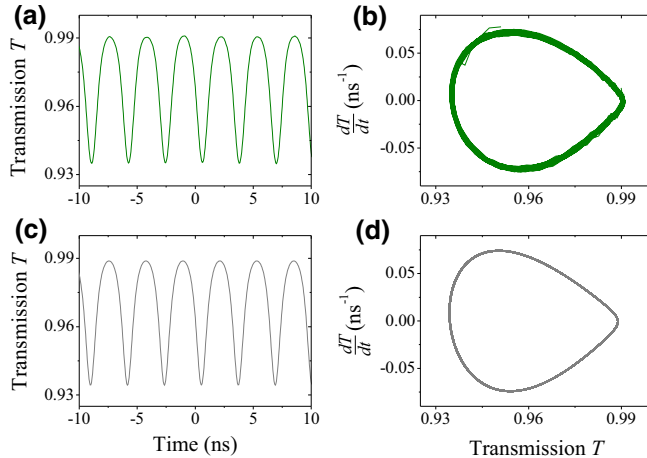 (a)
Transmission T
0.99
0.96
0.93
-10 -5 0 5 10
(b)
dT/dt (ns⁻¹)
0.05
0.00
-0.05
0.93 0.96 0.99
(c)
Transmission T
0.99
0.96
0.93
-10 -5 0 5 10
Time (ns)
(d)
dT/dt (ns⁻¹)
0.05
0.00
-0.05
0.93 0.96 0.99
Transmission T